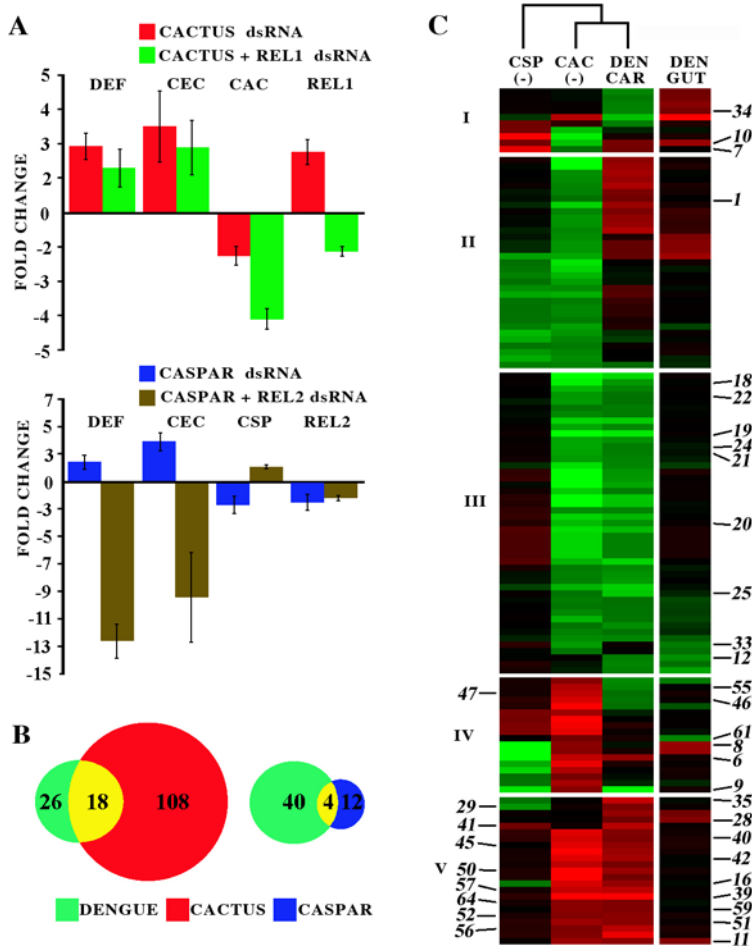 A
CACTUS dsRNA
CACTUS + REL1 dsRNA
DEF CEC CAC REL1
FOLD CHANGE
5
4
3
2
0
-2
-3
-4
-5
CASPAR dsRNA
CASPAR + REL2 dsRNA
DEF CEC CSP REL2
FOLD CHANGE
7
5
3
0
-3
-5
-7
-9
-11
-13
-15
B
26 18 108
40 4 12
DENGUE CACTUS CASPAR
C
CSP (-)
CAC (-)
DEN CAR
DEN GUT
I
34
10
7
II
1
III
18
22
19
24
21
20
25
33
12
IV
47
55
46
61
8
6
9
V
29
41
45
50
57
64
52
56
35
28
40
42
16
39
59
51
11